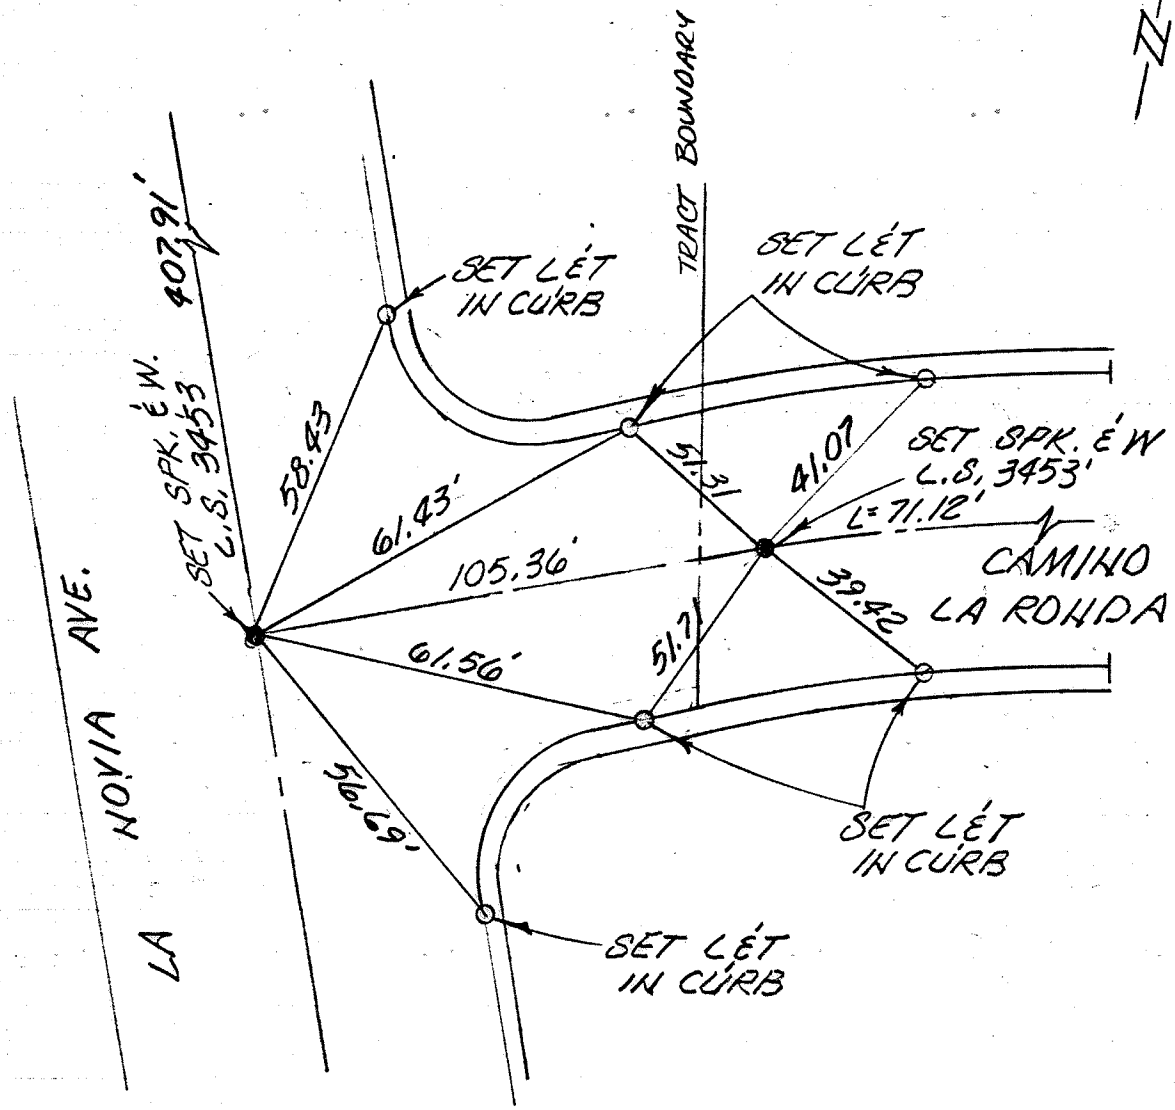 N
TRACT BOUNDARY
407.91'
SET SPK. & W.
L.S. 3453
SET L&T
IN CURB
SET L&T
IN CURB
58.43
61.43'
51.31
41.07
SET SPK. & W
L.S. 3453'
L=71.12'
105.36'
CAMINO
LA RONDA
39.42
61.56'
51.71
LA NOVIA AVE.
56.69'
SET L&T
IN CURB
SET L&T
IN CURB